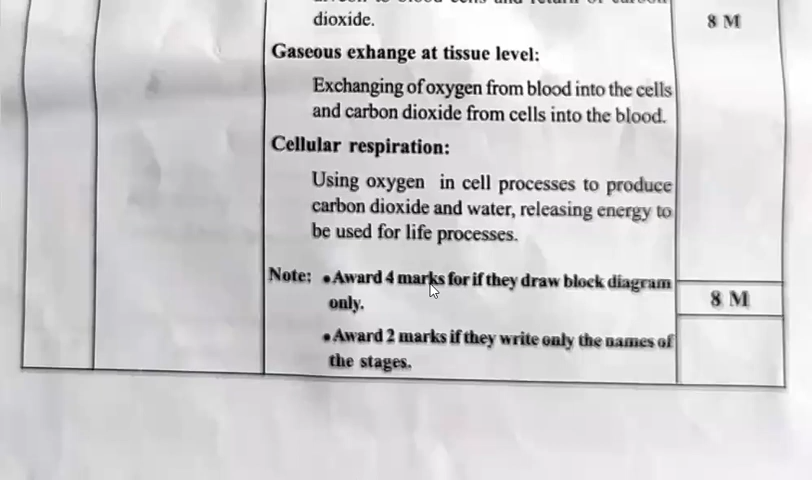 dioxide.
8 M
Gaseous exhange at tissue level:
Exchanging of oxygen from blood into the cells
and carbon dioxide from cells into the blood.
Cellular respiration:
Using oxygen in cell processes to produce
carbon dioxide and water, releasing energy to
be used for life processes.
Note: •Award 4 marks for if they draw block diagram
only.
8 M
•Award 2 marks if they write only the names of
the stages.